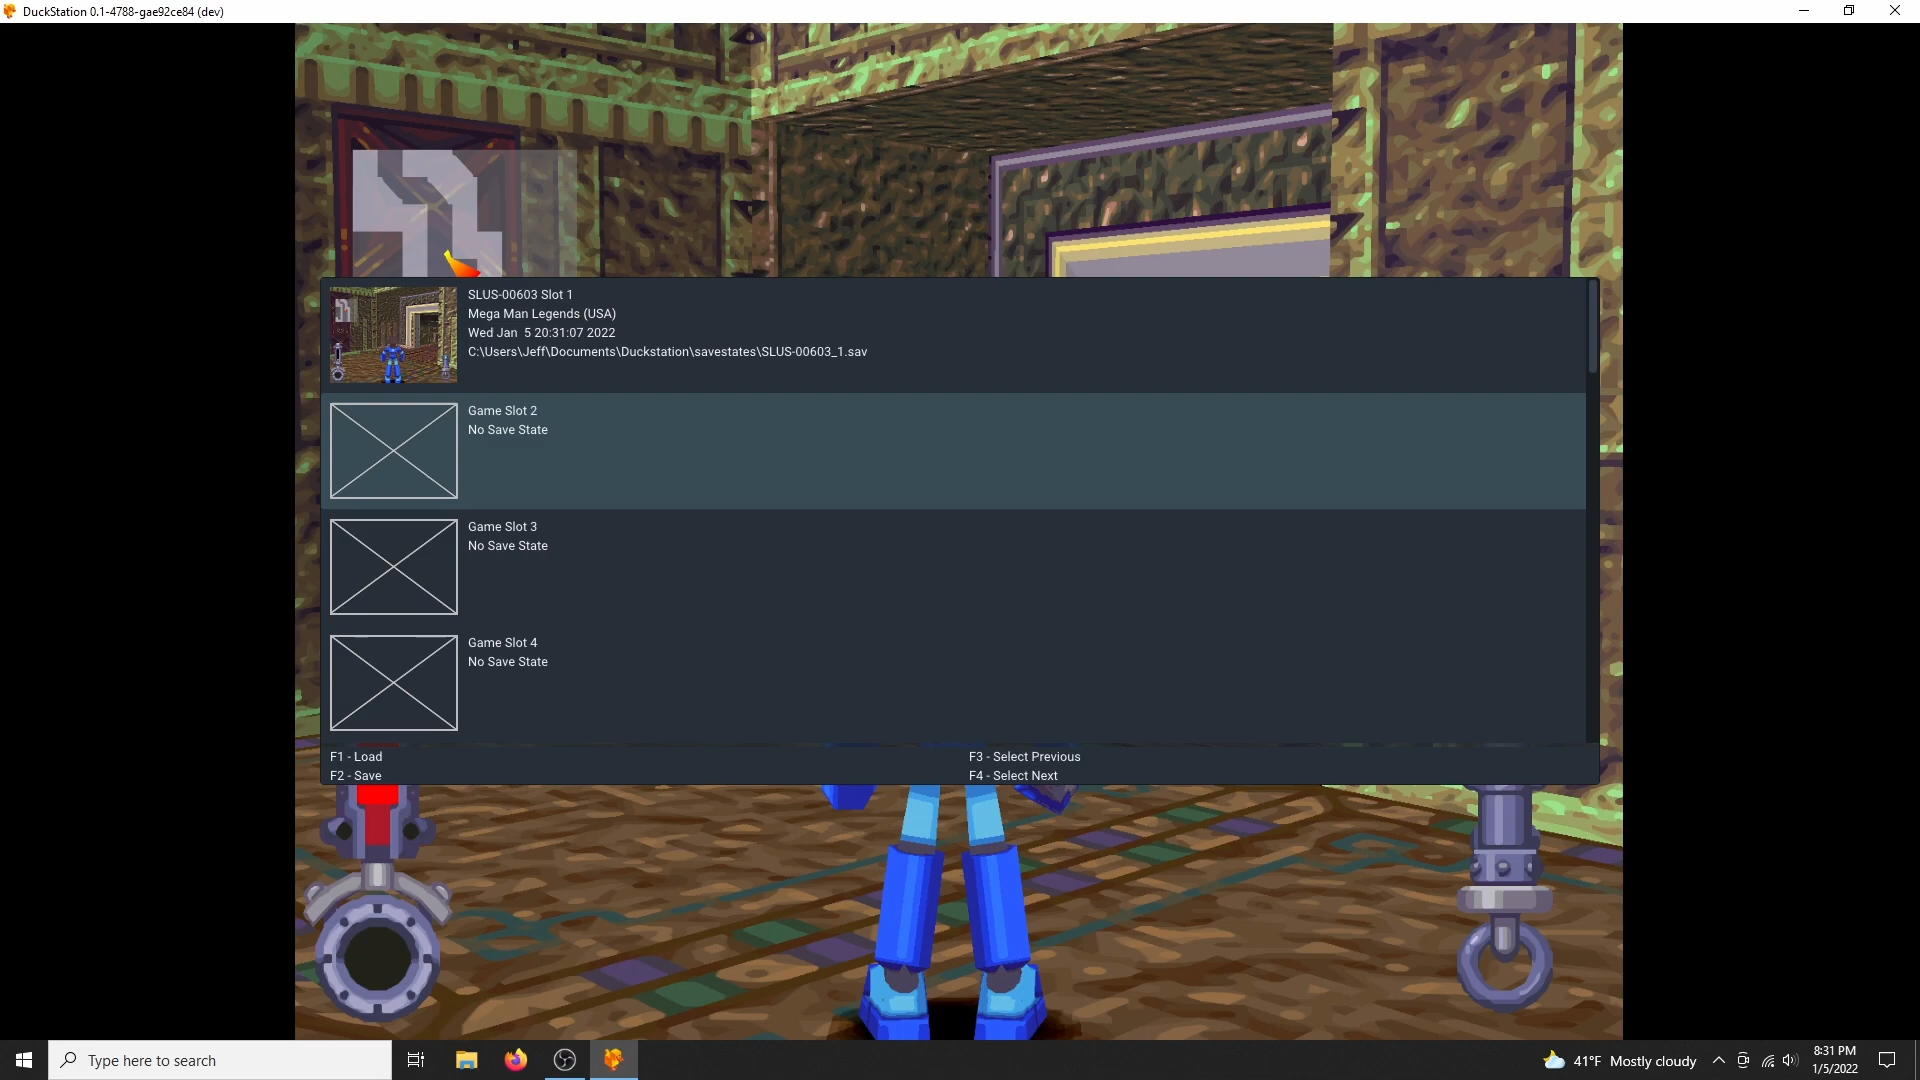 DuckStation 0.1-4788-gae92ce84 (dev)
SLUS-00603 Slot 1
Mega Man Legends (USA)
Wed Jan  5 20:31:07 2022
C:\Users\Jeff\Documents\Duckstation\savestates\SLUS-00603_1.sav
Game Slot 2
No Save State
Game Slot 3
No Save State
Game Slot 4
No Save State
F1 - Load
F3 - Select Previous
F2 - Save
F4 - Select Next
Type here to search
41°F Mostly cloudy
8:31 PM
1/5/2022